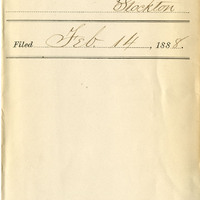 Stockton
Filed Feb. 14, 1888.